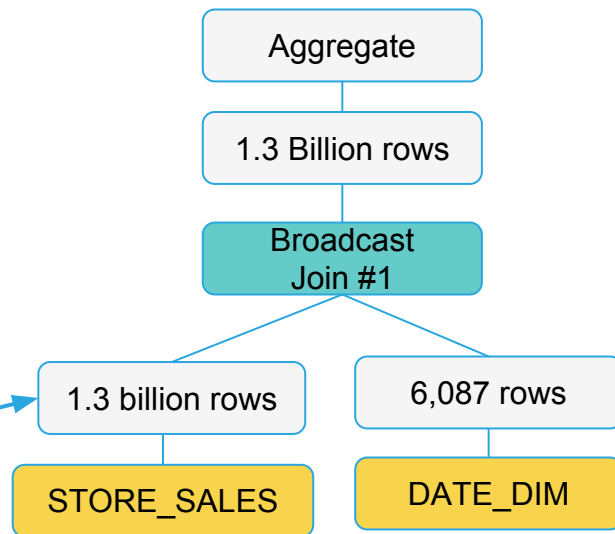 Aggregate
1.3 Billion rows
Broadcast
Join #1
1.3 billion rows
6,087 rows
STORE_SALES
DATE_DIM